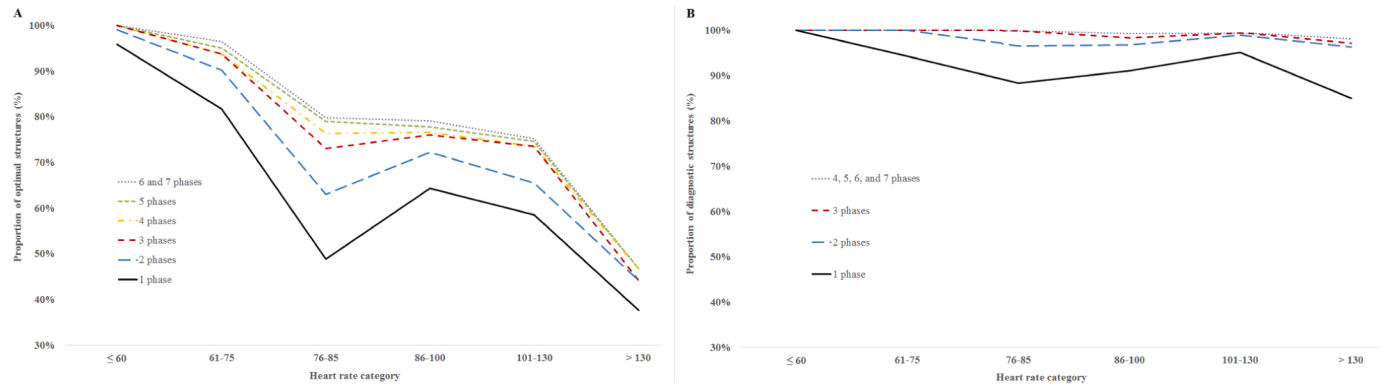 A
Proportion of optimal structures (%)
100%
90%
80%
70%
60%
50%
40%
30%
6 and 7 phases
5 phases
4 phases
3 phases
2 phases
1 phase
≤ 60
61-75
76-85
86-100
101-130
> 130
Heart rate category
B
Proportion of diagnostic structures (%)
100%
90%
80%
70%
60%
50%
40%
30%
4, 5, 6, and 7 phases
3 phases
2 phases
1 phase
≤ 60
61-75
76-85
86-100
101-130
> 130
Heart rate category